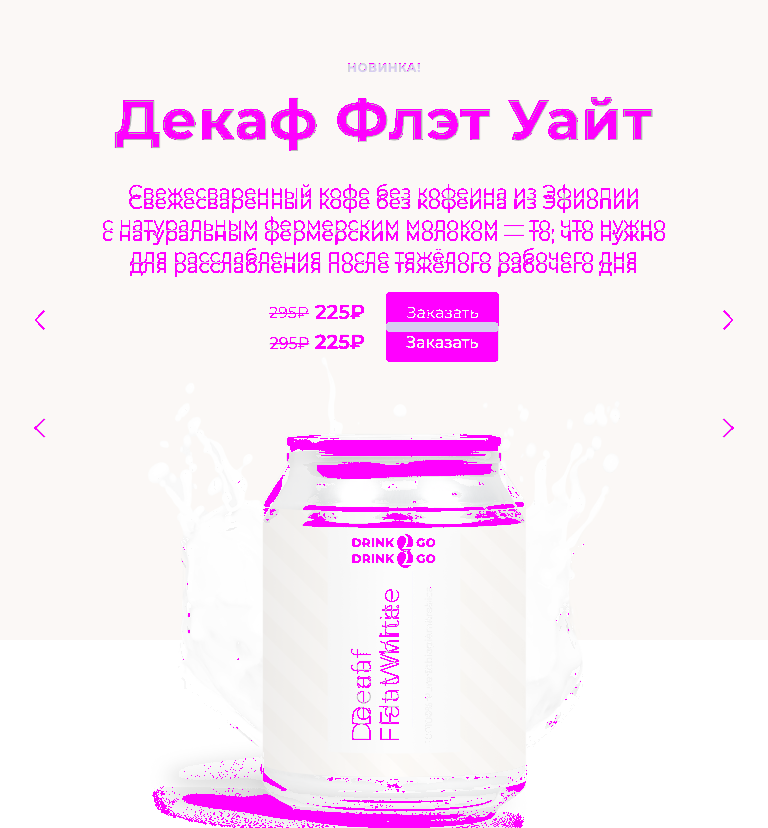 НОВИНКА!
Декаф Флэт Уайт
Свежесваренный кофе без кофеина из Эфиопии
Свежесваренный кофе без кофеина из Эфиопии
с натуральным фермерским молоком — то, что нужно
с натуральным фермерским молоком — то, что нужно
для расслабления после тяжёлого рабочего дня
для расслабления после тяжёлого рабочего дня
295₽ 225₽ Заказать
295₽ 225₽ Заказать
DRINK 2 GO
DRINK 2 GO
Decaf
Flat White